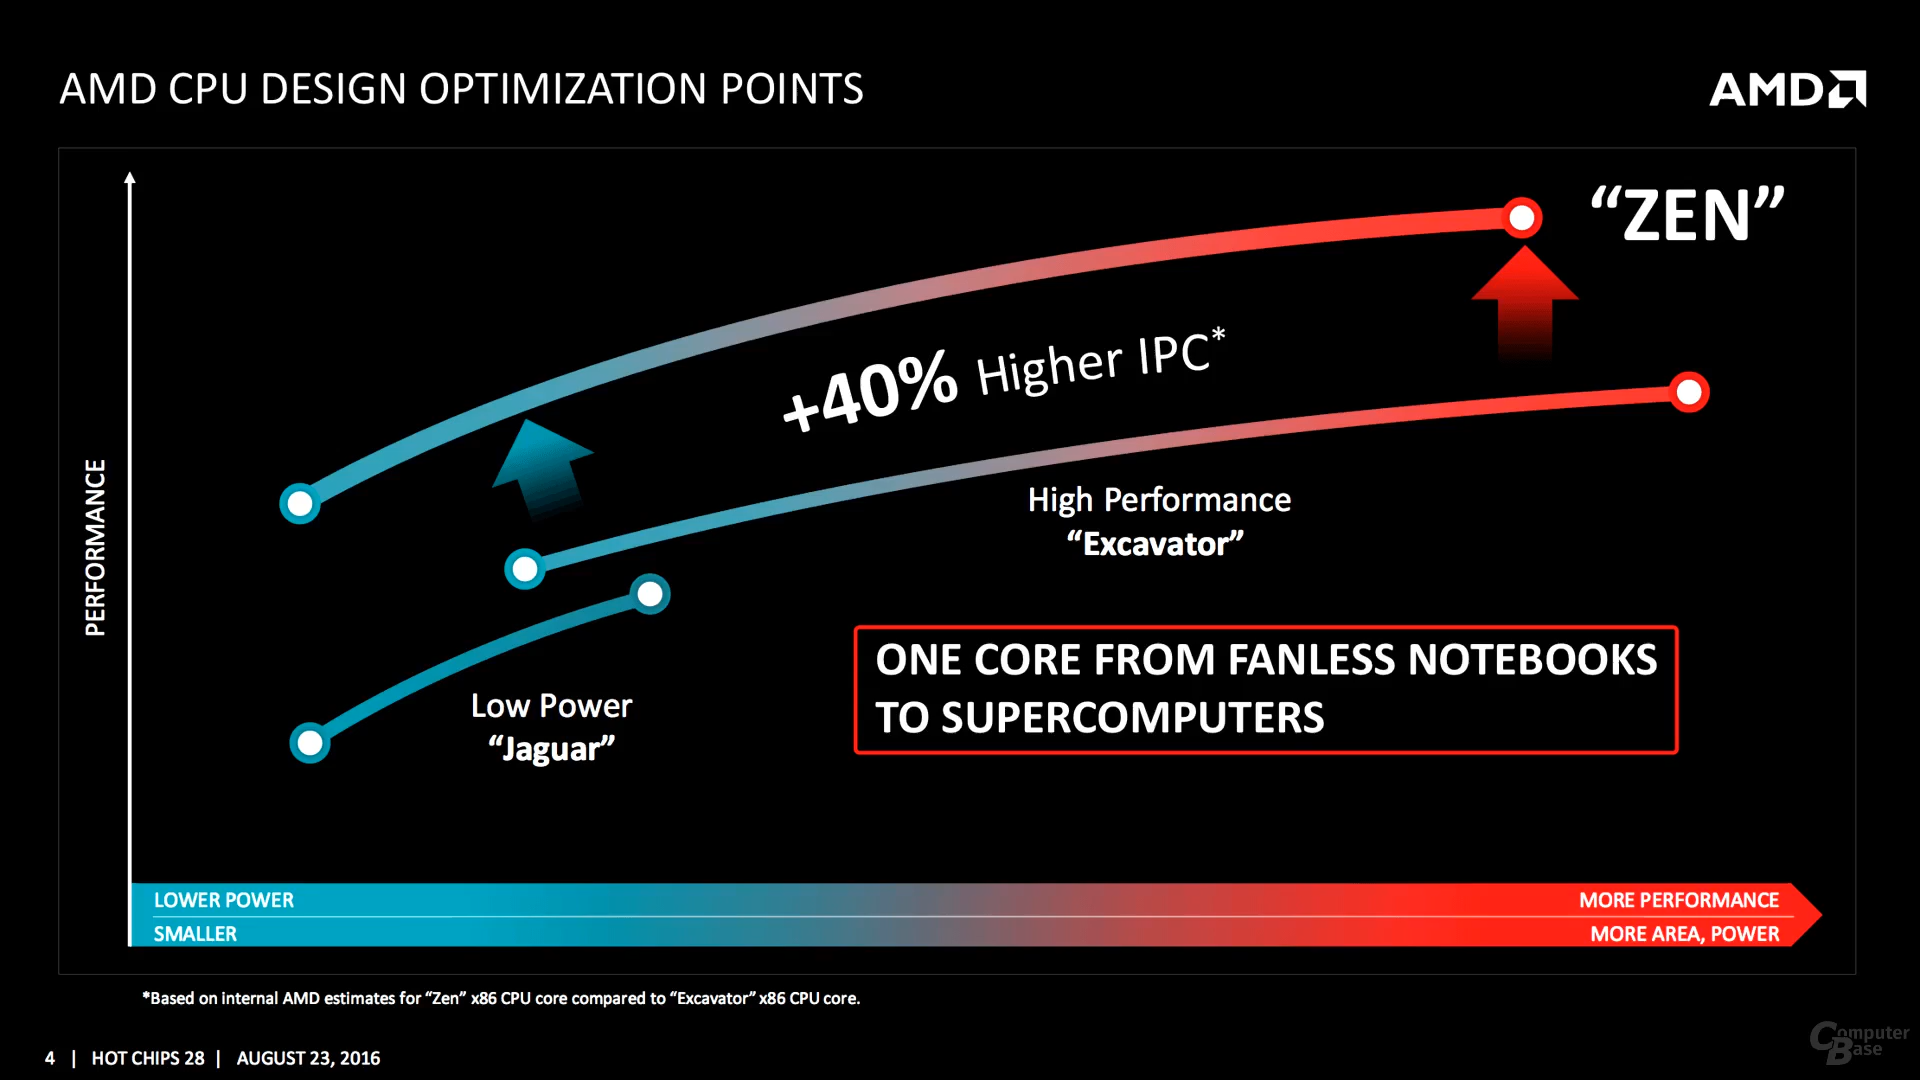 AMD CPU DESIGN OPTIMIZATION POINTS
AMD
“ZEN”
+40% Higher IPC*
PERFORMANCE
High Performance
“Excavator”
ONE CORE FROM FANLESS NOTEBOOKS
TO SUPERCOMPUTERS
Low Power
“Jaguar”
LOWER POWER
MORE PERFORMANCE
SMALLER
MORE AREA, POWER
*Based on internal AMD estimates for “Zen” x86 CPU core compared to “Excavator” x86 CPU core.
4 | HOT CHIPS 28 | AUGUST 23, 2016
ComputerBase